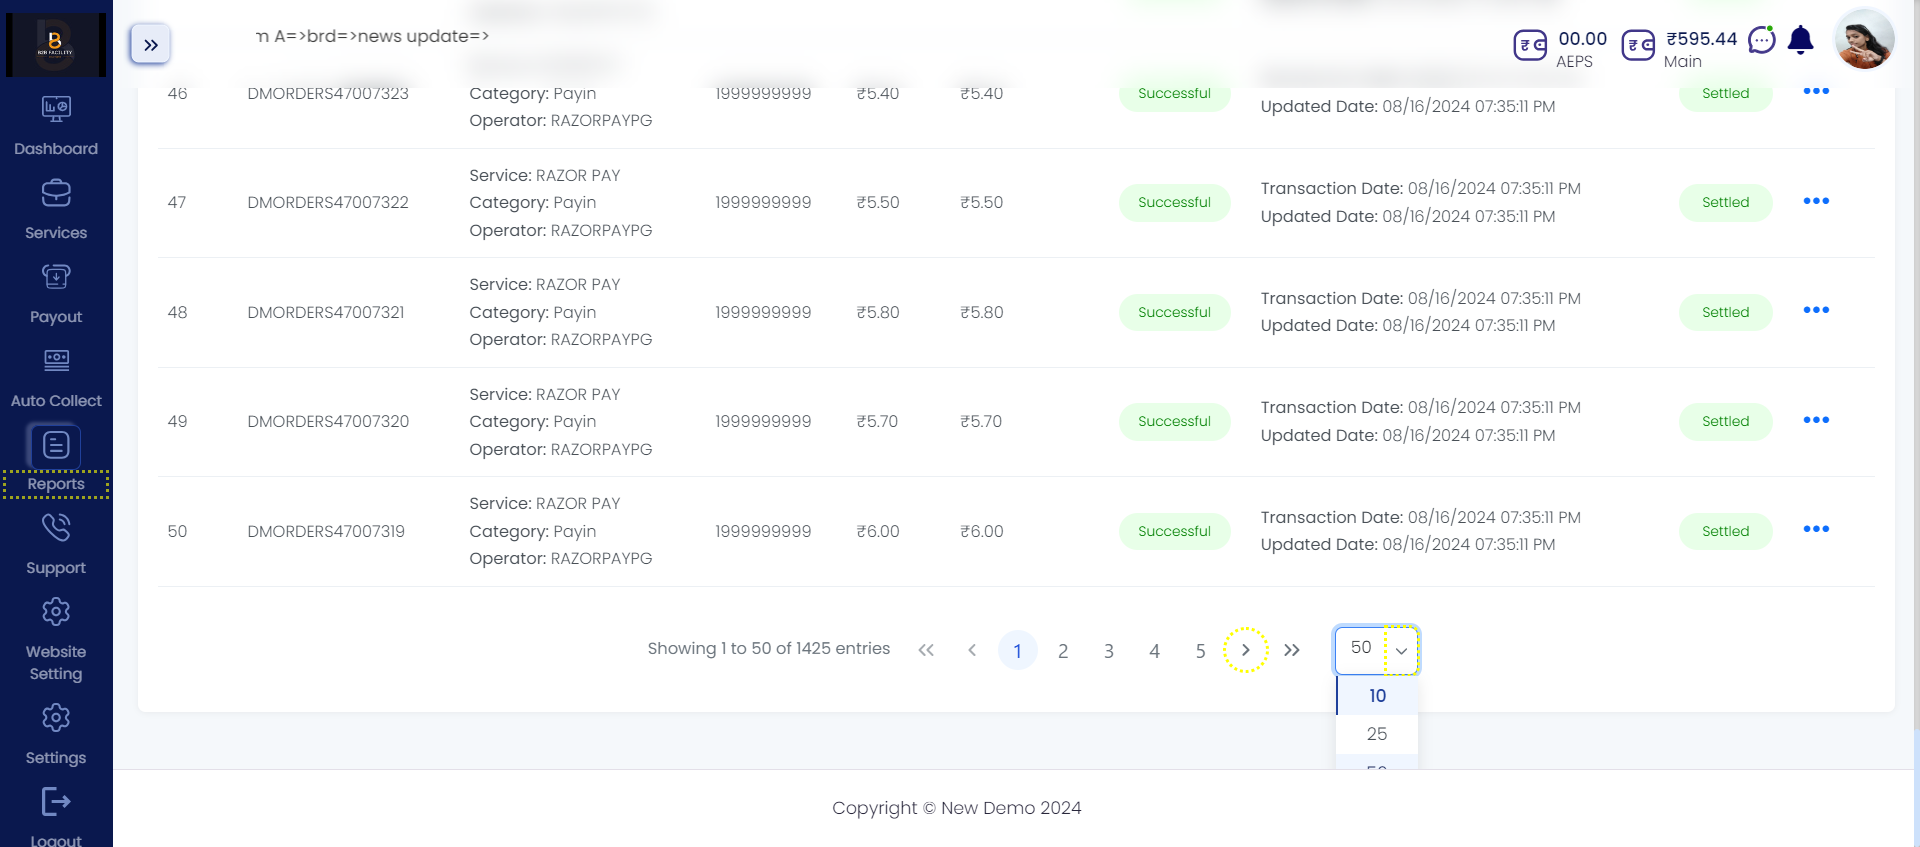 B2B FACILITY
m A=>brd=>news update=>
00.00
AEPS
₹595.44
Main
Dashboard
Services
Payout
Auto Collect
Reports
Support
Website
Setting
Settings
Logout
46 DMORDERS47007323 Category: Payin 1999999999 ₹5.40 ₹5.40 Successful Settled
Operator: RAZORPAYPG Updated Date: 08/16/2024 07:35:11 PM
Service: RAZOR PAY Transaction Date: 08/16/2024 07:35:11 PM
47 DMORDERS47007322 Category: Payin 1999999999 ₹5.50 ₹5.50 Successful Settled
Operator: RAZORPAYPG Updated Date: 08/16/2024 07:35:11 PM
Service: RAZOR PAY Transaction Date: 08/16/2024 07:35:11 PM
48 DMORDERS47007321 Category: Payin 1999999999 ₹5.80 ₹5.80 Successful Settled
Operator: RAZORPAYPG Updated Date: 08/16/2024 07:35:11 PM
Service: RAZOR PAY Transaction Date: 08/16/2024 07:35:11 PM
49 DMORDERS47007320 Category: Payin 1999999999 ₹5.70 ₹5.70 Successful Settled
Operator: RAZORPAYPG Updated Date: 08/16/2024 07:35:11 PM
Service: RAZOR PAY Transaction Date: 08/16/2024 07:35:11 PM
50 DMORDERS47007319 Category: Payin 1999999999 ₹6.00 ₹6.00 Successful Settled
Operator: RAZORPAYPG Updated Date: 08/16/2024 07:35:11 PM
Showing 1 to 50 of 1425 entries « ‹ 1 2 3 4 5 › » 50
10
25
Copyright © New Demo 2024